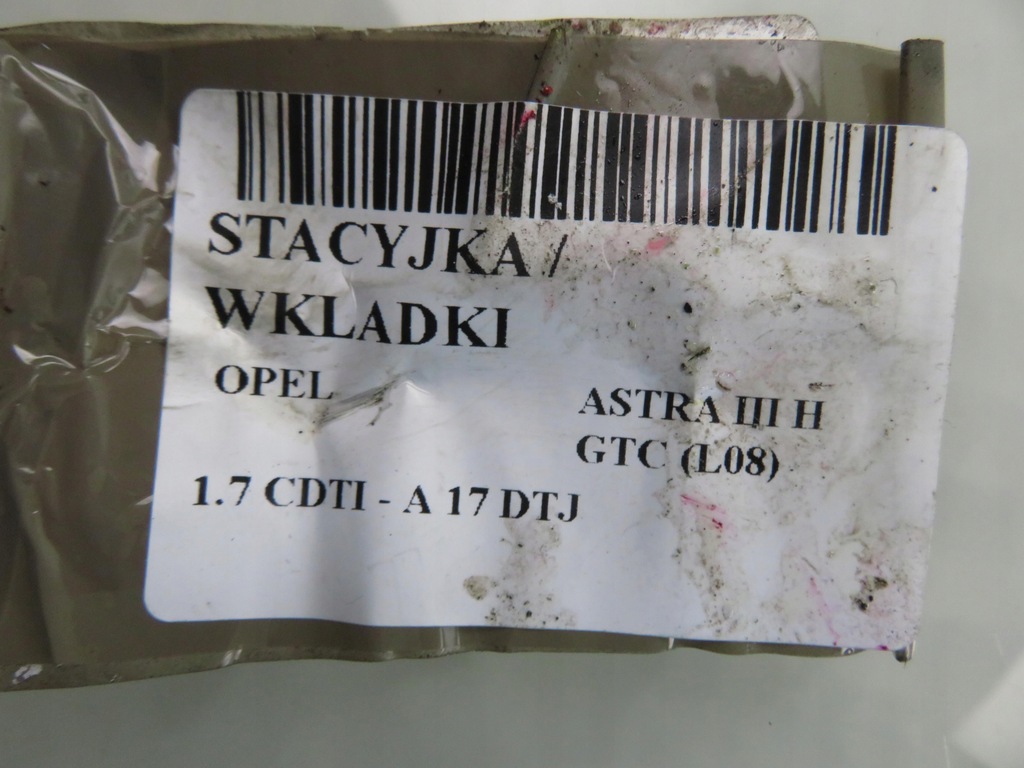 STACYJKA /
WKLADKI
OPEL
ASTRA III H
GTC (L08)
1.7 CDTI - A 17 DTJ